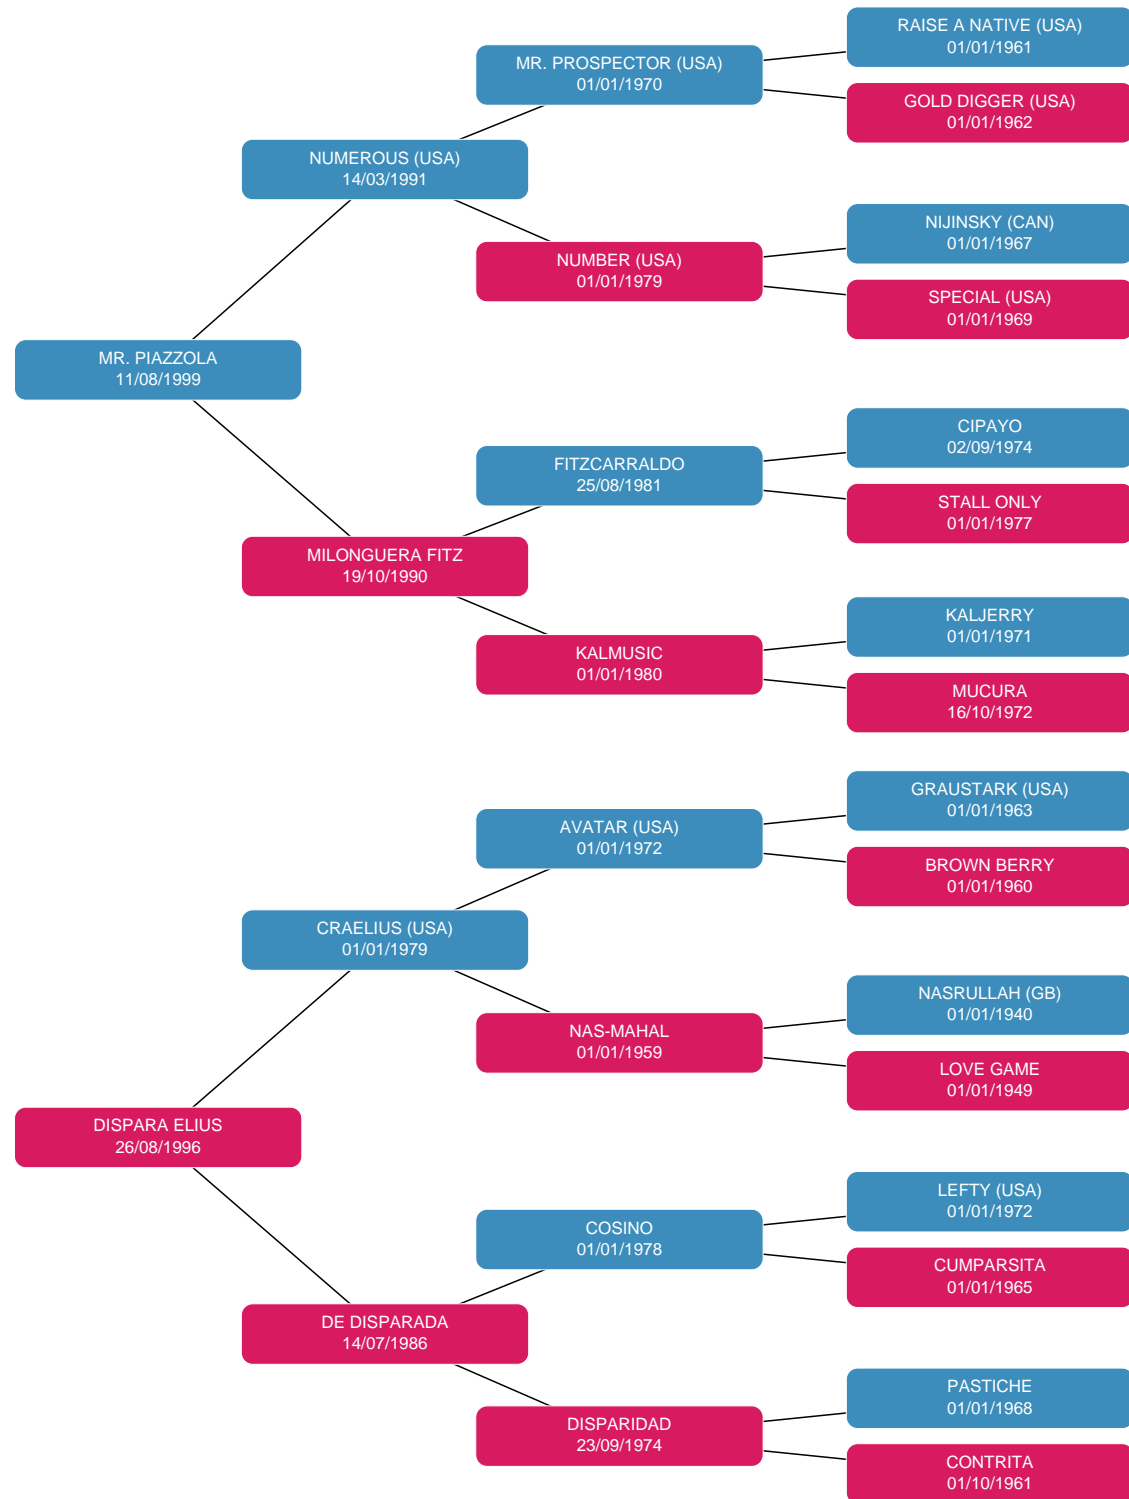 RAISE A NATIVE (USA)
01/01/1961
MR. PROSPECTOR (USA)
01/01/1970
GOLD DIGGER (USA)
01/01/1962
NUMEROUS (USA)
14/03/1991
NIJINSKY (CAN)
01/01/1967
NUMBER (USA)
01/01/1979
SPECIAL (USA)
01/01/1969
MR. PIAZZOLA
11/08/1999
CIPAYO
02/09/1974
FITZCARRALDO
25/08/1981
STALL ONLY
01/01/1977
MILONGUERA FITZ
19/10/1990
KALJERRY
01/01/1971
KALMUSIC
01/01/1980
MUCURA
16/10/1972
GRAUSTARK (USA)
01/01/1963
AVATAR (USA)
01/01/1972
BROWN BERRY
01/01/1960
CRAELIUS (USA)
01/01/1979
NASRULLAH (GB)
01/01/1940
NAS-MAHAL
01/01/1959
LOVE GAME
01/01/1949
DISPARA ELIUS
26/08/1996
LEFTY (USA)
01/01/1972
COSINO
01/01/1978
CUMPARSITA
01/01/1965
DE DISPARADA
14/07/1986
PASTICHE
01/01/1968
DISPARIDAD
23/09/1974
CONTRITA
01/10/1961